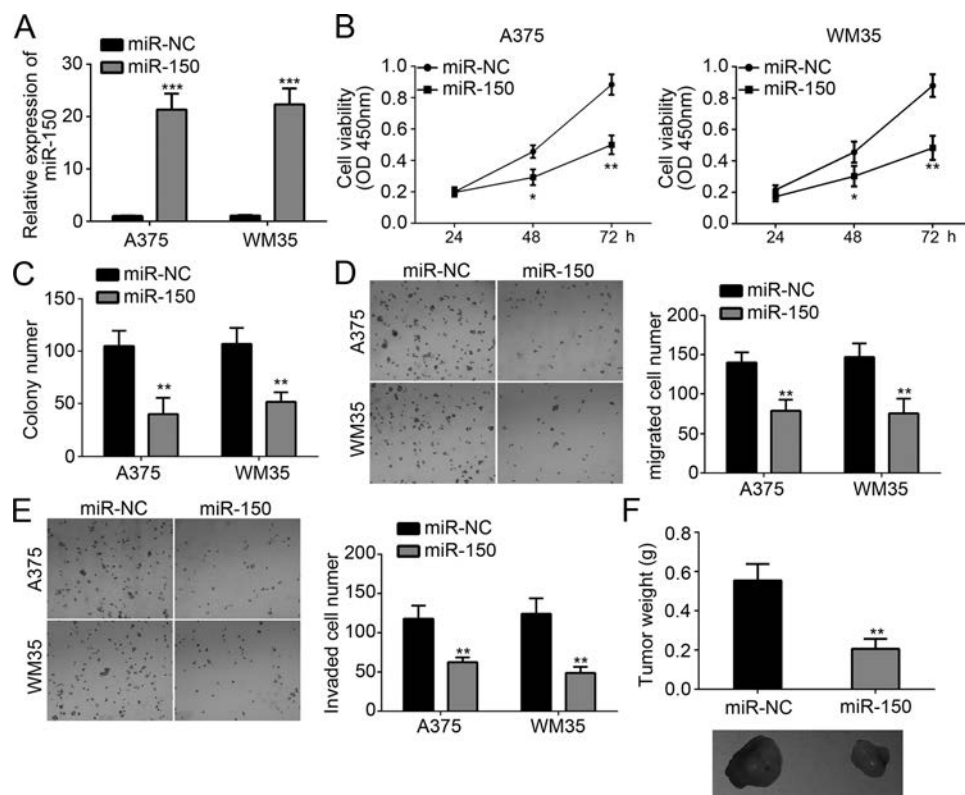 A
miR-NC
miR-150
Relative expression of
miR-150
30
20
10
0
***
***
A375
WM35
B
A375
miR-NC
miR-150
Cell viability
(OD 450nm)
1.0
0.8
0.6
0.4
0.2
0.0
*
**
24
48
72 h
WM35
miR-NC
miR-150
Cell viability
(OD 450nm)
1.0
0.8
0.6
0.4
0.2
0.0
*
**
24
48
72 h
C
miR-NC
miR-150
Colony numer
150
100
50
0
**
**
A375
WM35
D
miR-NC
miR-150
A375
WM35
miR-NC
miR-150
migrated cell numer
200
150
100
50
0
**
**
A375
WM35
E
miR-NC
miR-150
A375
WM35
miR-NC
miR-150
Invaded cell numer
200
150
100
50
0
**
**
A375
WM35
F
Tumor weight (g)
0.8
0.6
0.4
0.2
0.0
**
miR-NC
miR-150